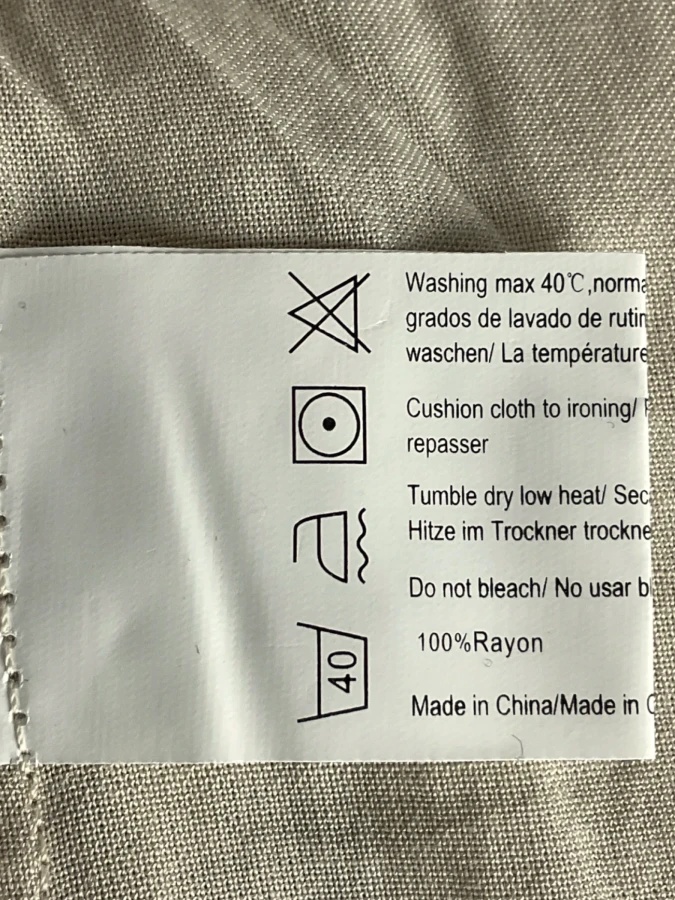 Washing max 40℃,norma
grados de lavado de rutin
waschen/ La température
Cushion cloth to ironing/
repasser
Tumble dry low heat/ Sec
Hitze im Trockner trockne
Do not bleach/ No usar b
100%Rayon
Made in China/Made in C
40